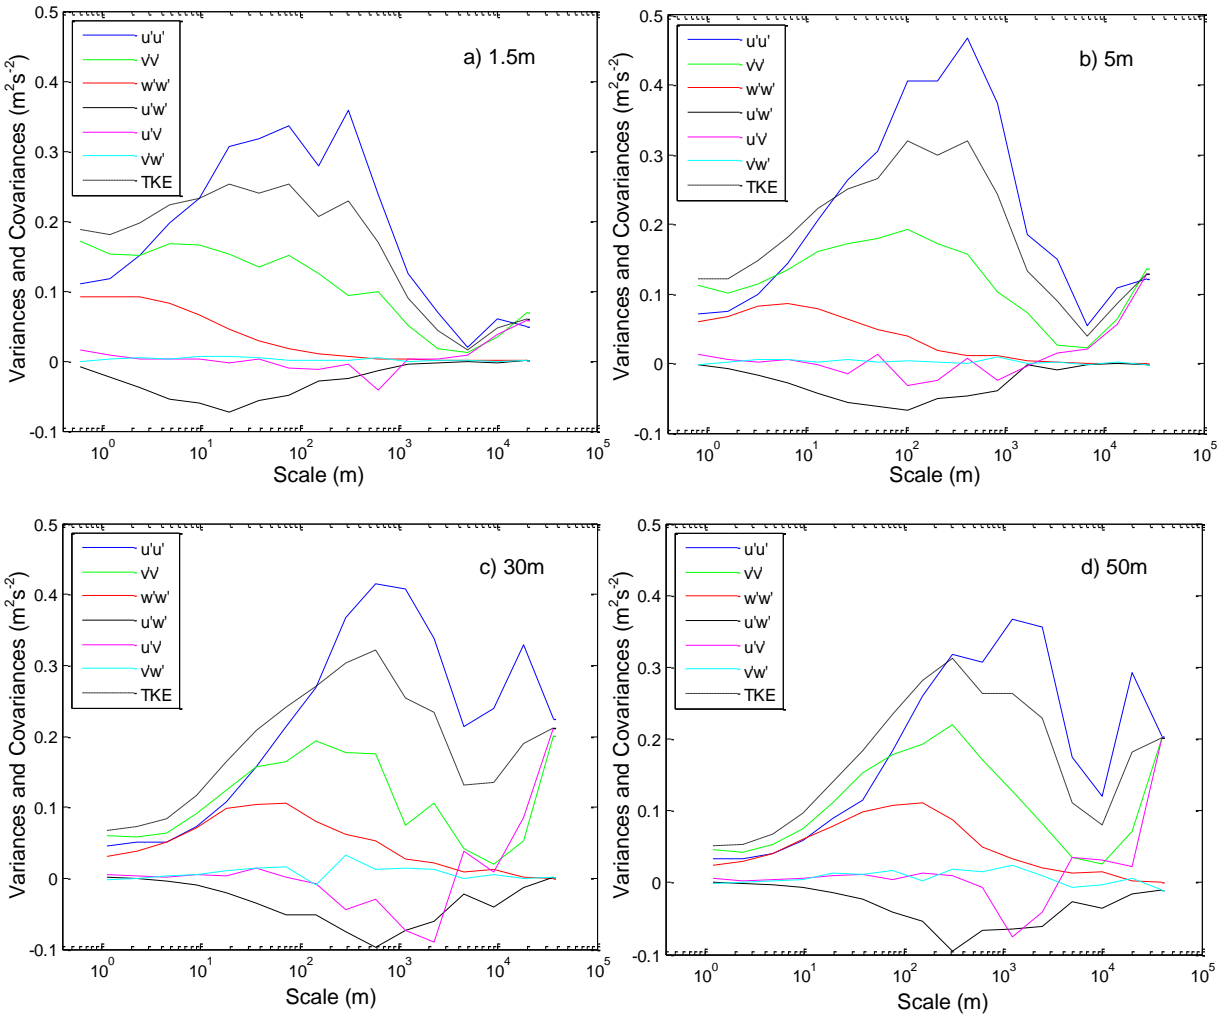 a) 1.5m
u'u'
v'v'
w'w'
u'w'
u'v'
v'w'
TKE
0.5
0.4
0.3
0.2
0.1
0
-0.1
Variances and Covariances (m²s⁻²)
10⁰ 10¹ 10² 10³ 10⁴ 10⁵
Scale (m)
b) 5m
u'u'
v'v'
w'w'
u'w'
u'v'
v'w'
TKE
0.5
0.4
0.3
0.2
0.1
0
-0.1
Variances and Covariances (m²s⁻²)
10⁰ 10¹ 10² 10³ 10⁴ 10⁵
Scale (m)
c) 30m
u'u'
v'v'
w'w'
u'w'
u'v'
v'w'
TKE
0.5
0.4
0.3
0.2
0.1
0
-0.1
Variances and Covariances (m²s⁻²)
10⁰ 10¹ 10² 10³ 10⁴ 10⁵
Scale (m)
d) 50m
u'u'
v'v'
w'w'
u'w'
u'v'
v'w'
TKE
0.5
0.4
0.3
0.2
0.1
0
-0.1
Variances and Covariances (m²s⁻²)
10⁰ 10¹ 10² 10³ 10⁴ 10⁵
Scale (m)